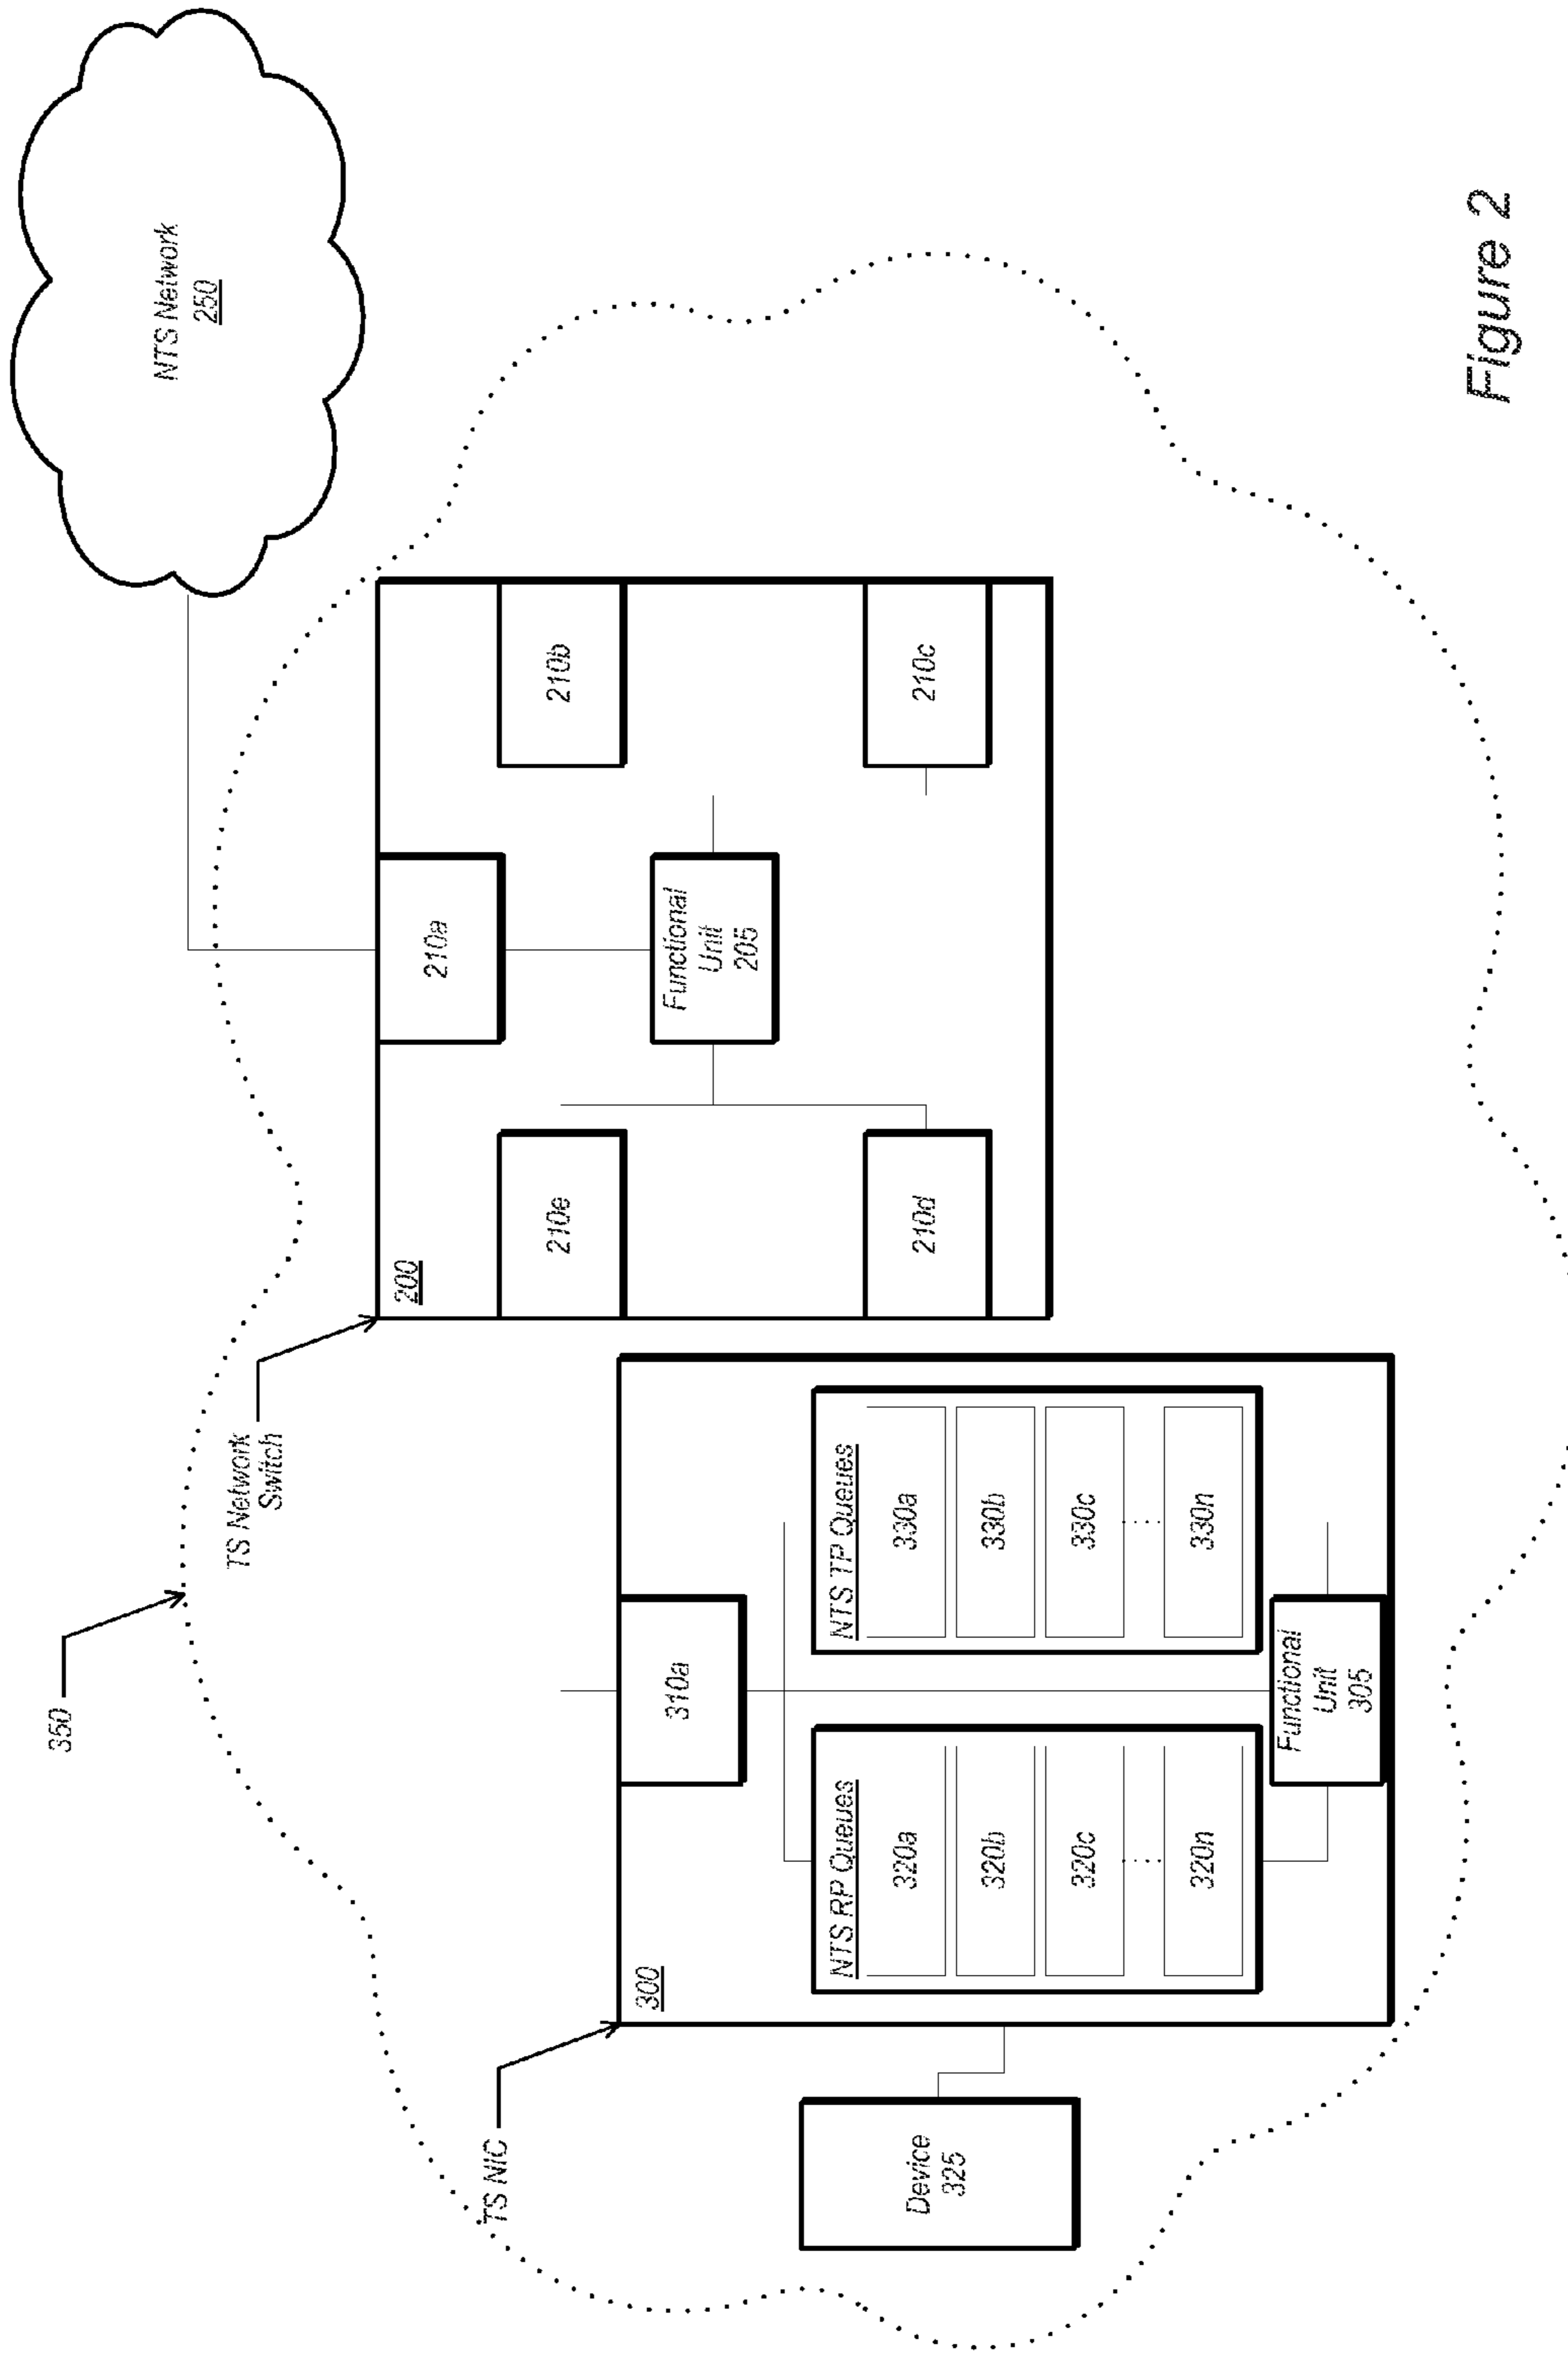 NTS Network
250
350
TS Network
Switch
200
210a
210b
210e
Functional
Unit
205
210c
210d
TS NIC
300
310a
NTS RP Queues
320a
320b
320c
320n
NTS TP Queues
330a
330b
330c
330n
Functional
Unit
305
Device
325
Figure 2